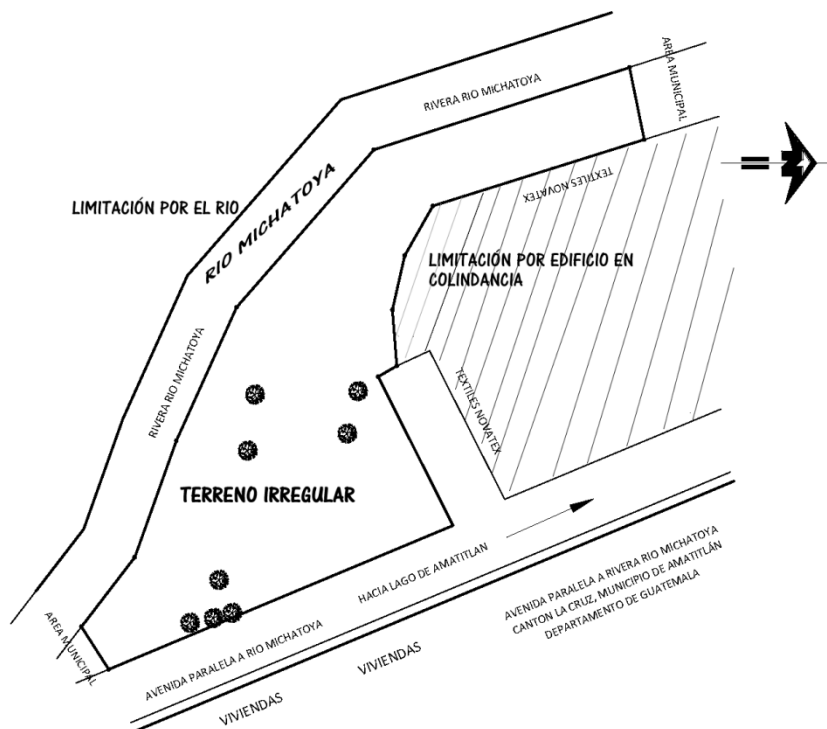 RIVERA RIO MICHATOYA
AREA MUNICIPAL
TEXTILES NOVATEX
N
LIMITACIÓN POR EL RIO
RIO MICHATOYA
LIMITACIÓN POR EDIFICIO EN
COLINDANCIA
RIVERA RIO MICHATOYA
TEXTILES NOVATEX
TERRENO IRREGULAR
HACIA LAGO DE AMATITLAN
AREA MUNICIPAL
AVENIDA PARALELA A RIO MICHATOYA
AVENIDA PARALELA A RIVERA RIO MICHATOYA
CANTON LA CRUZ, MUNICIPIO DE AMATITLÁN
DEPARTAMENTO DE GUATEMALA
VIVIENDAS
VIVIENDAS